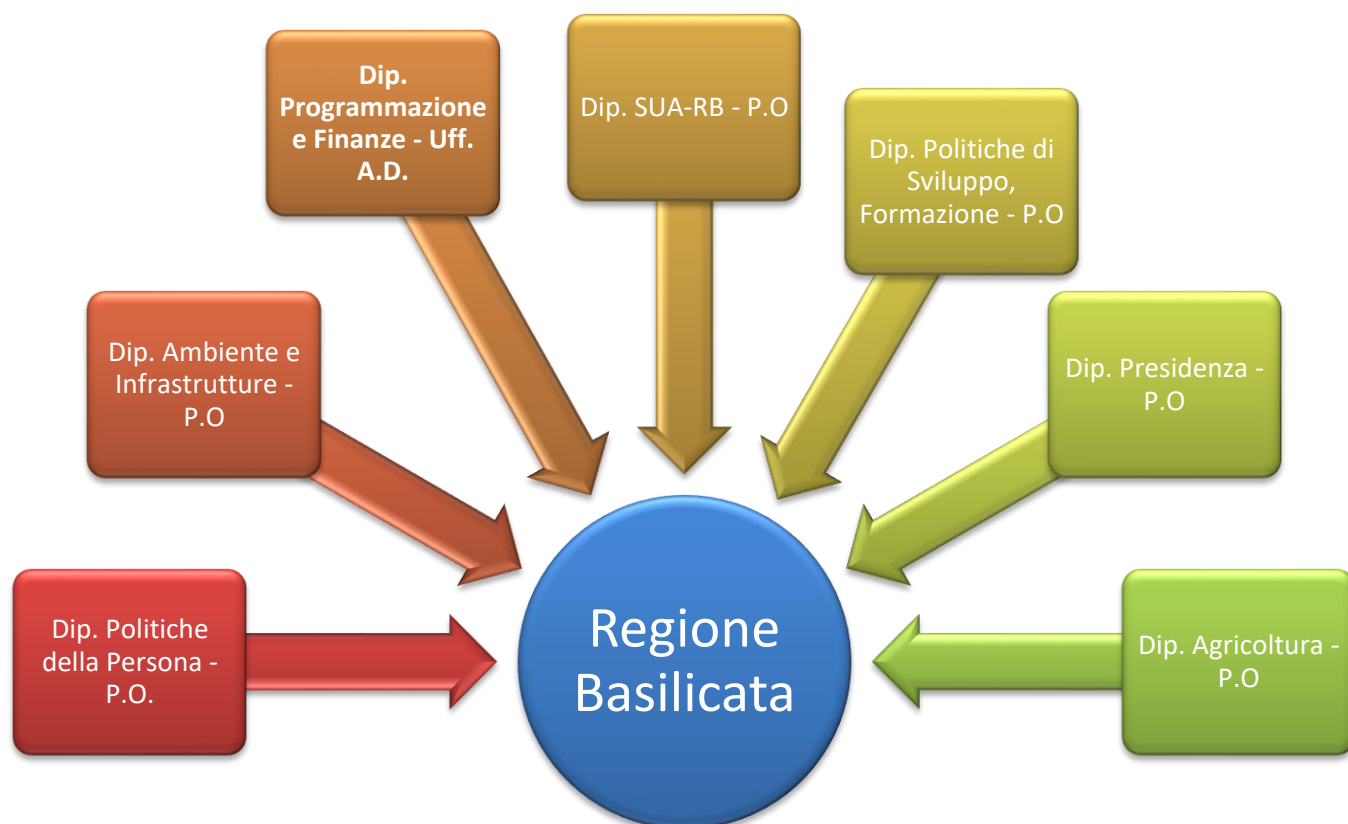 Dip.
Programmazione
e Finanze - Uff.
A.D.
Dip. SUA-RB - P.O
Dip. Politiche di
Sviluppo,
Formazione - P.O
Dip. Ambiente e
Infrastrutture -
P.O
Dip. Presidenza -
P.O
Dip. Politiche
della Persona -
P.O.
Regione
Basilicata
Dip. Agricoltura -
P.O